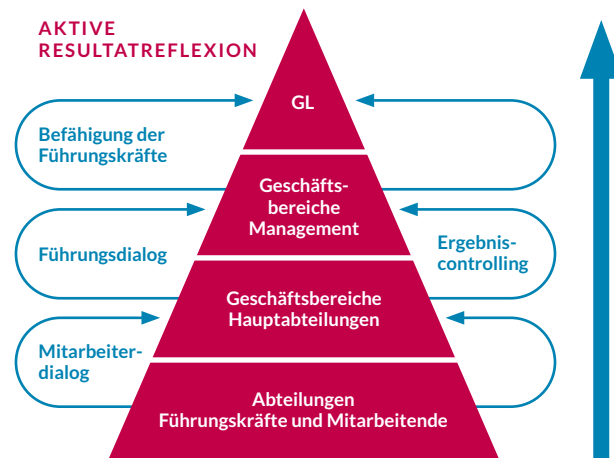 AKTIVE
RESULTATREFLEXION
GL
Befähigung der
Führungskräfte
Geschäfts-
bereiche
Management
Führungsdialog
Ergebnis-
controlling
Geschäftsbereiche
Hauptabteilungen
Mitarbeiter-
dialog
Abteilungen
Führungskräfte und Mitarbeitende